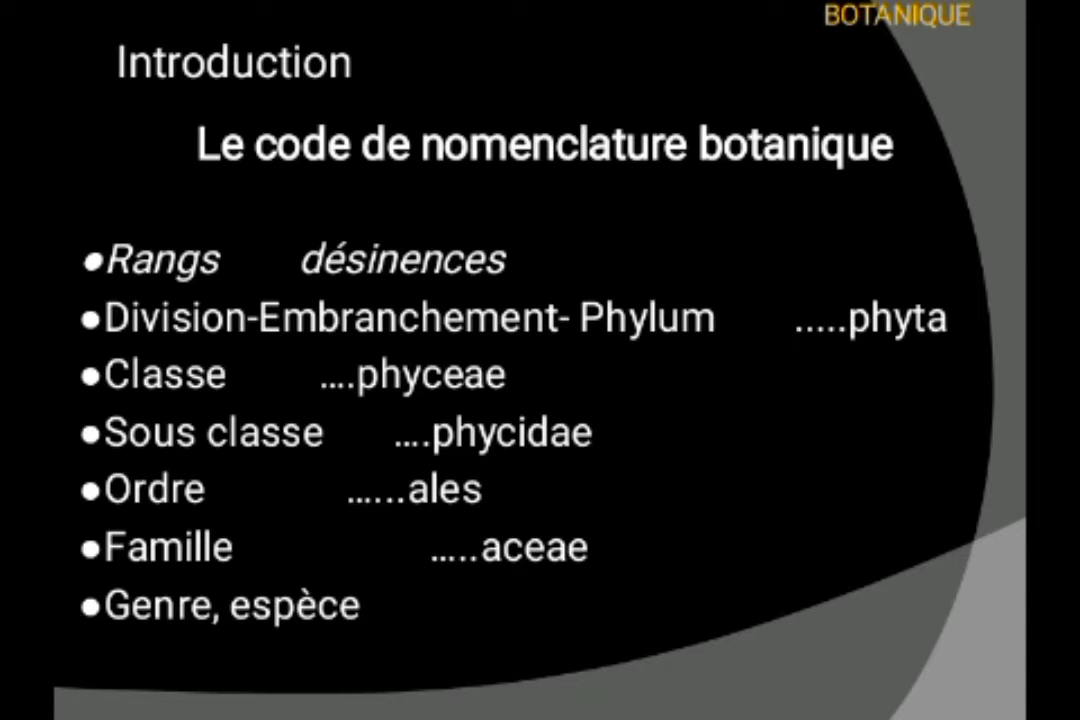 BOTANIQUE
Introduction
Le code de nomenclature botanique
●Rangs désinences
●Division-Embranchement- Phylum .....phyta
●Classe ....phyceae
●Sous classe ....phycidae
●Ordre ......ales
●Famille .....aceae
●Genre, espèce